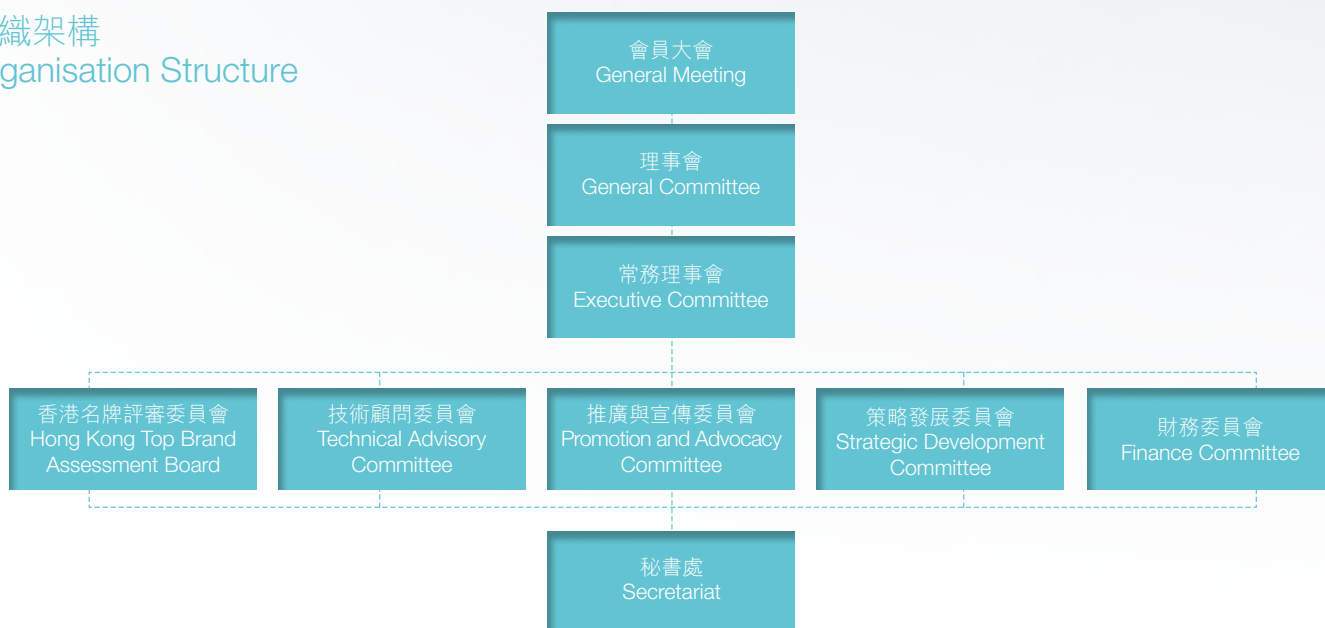 織架構
ganisation Structure
會員大會
General Meeting
理事會
General Committee
常務理事會
Executive Committee
香港名牌評審委員會
Hong Kong Top Brand
Assessment Board
技術顧問委員會
Technical Advisory
Committee
推廣與宣傳委員會
Promotion and Advocacy
Committee
策略發展委員會
Strategic Development
Committee
財務委員會
Finance Committee
秘書處
Secretariat